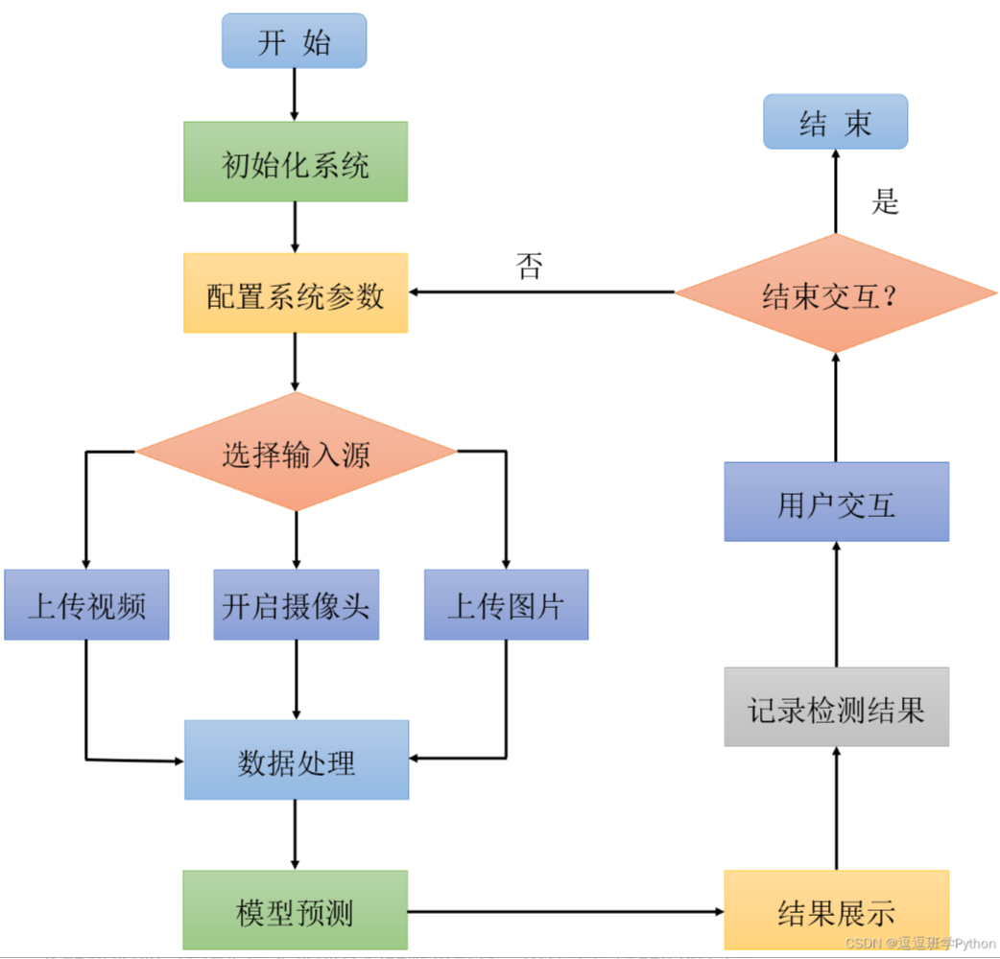 开 始
初始化系统
配置系统参数
选择输入源
上传视频
开启摄像头
上传图片
数据处理
模型预测
结果展示
记录检测结果
用户交互
结束交互？
否
是
结 束
CSDN @逗逗班学Python